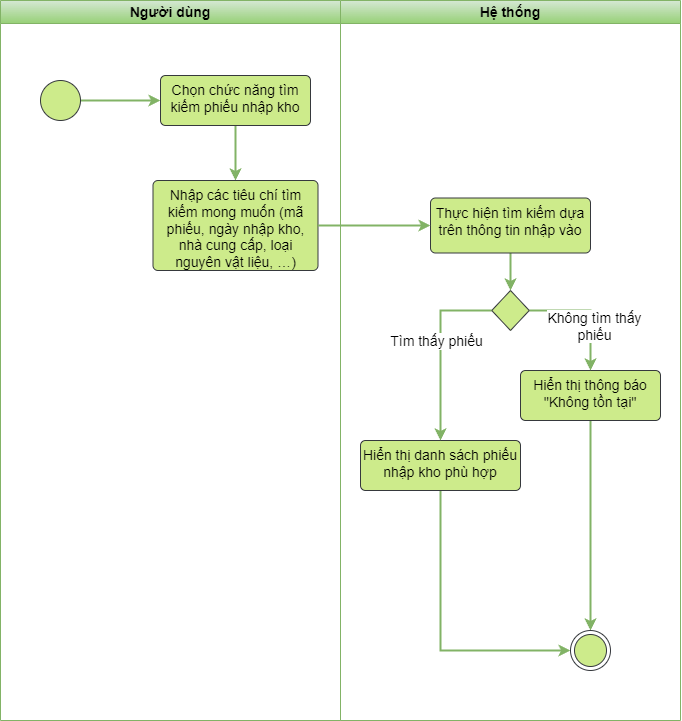 Người dùng
Hệ thống
Chọn chức năng tìm
kiếm phiếu nhập kho
Nhập các tiêu chí tìm
kiếm mong muốn (mã
phiếu, ngày nhập kho,
nhà cung cấp, loại
nguyên vật liệu, …)
Thực hiện tìm kiếm dựa
trên thông tin nhập vào
Không tìm thấy
phiếu
Tìm thấy phiếu
Hiển thị thông báo
"Không tồn tại"
Hiển thị danh sách phiếu
nhập kho phù hợp